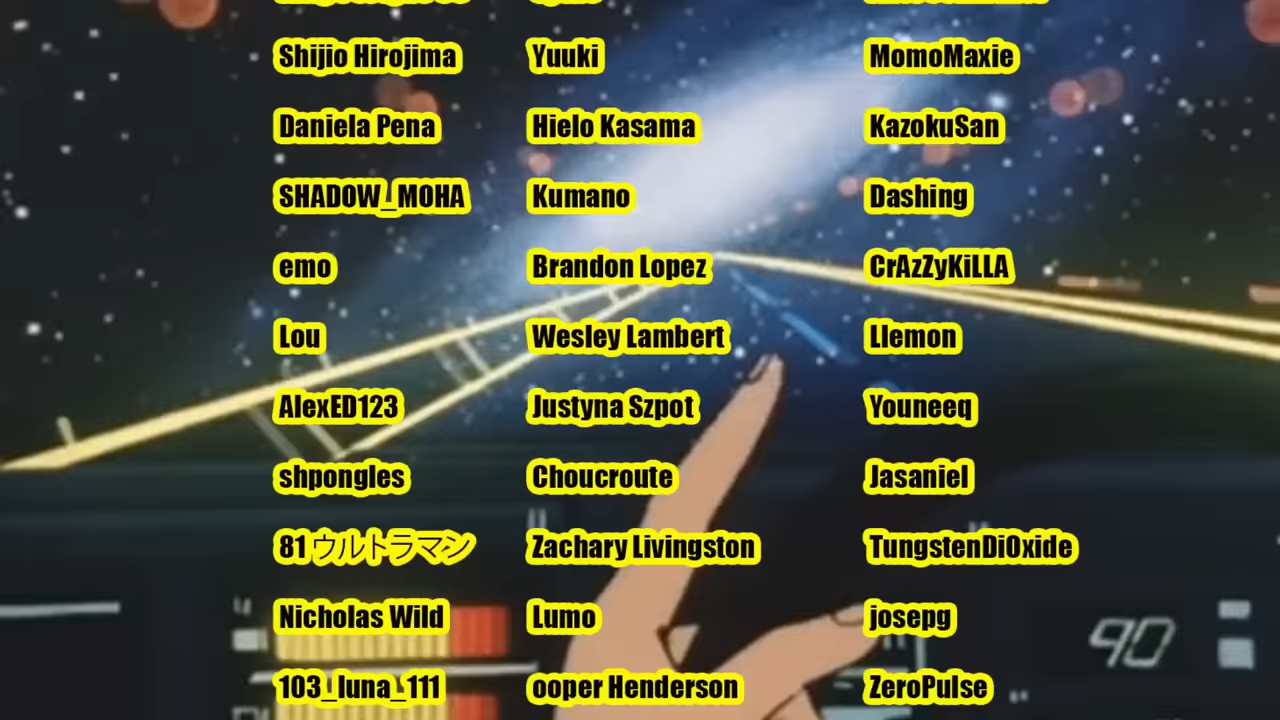 Shijio Hirojima Yuuki MomoMaxie
Daniela Pena Hielo Kasama KazokuSan
SHADOW_MOHA Kumano Dashing
emo Brandon Lopez CrAzZyKiLLA
Lou Wesley Lambert Llemon
AlexED123 Justyna Szpot Youneeq
shpongles Choucroute Jasaniel
81ウルトラマン Zachary Livingston TungstenDiOxide
Nicholas Wild Lumo josepg
90
103_luna_111 ooper Henderson ZeroPulse